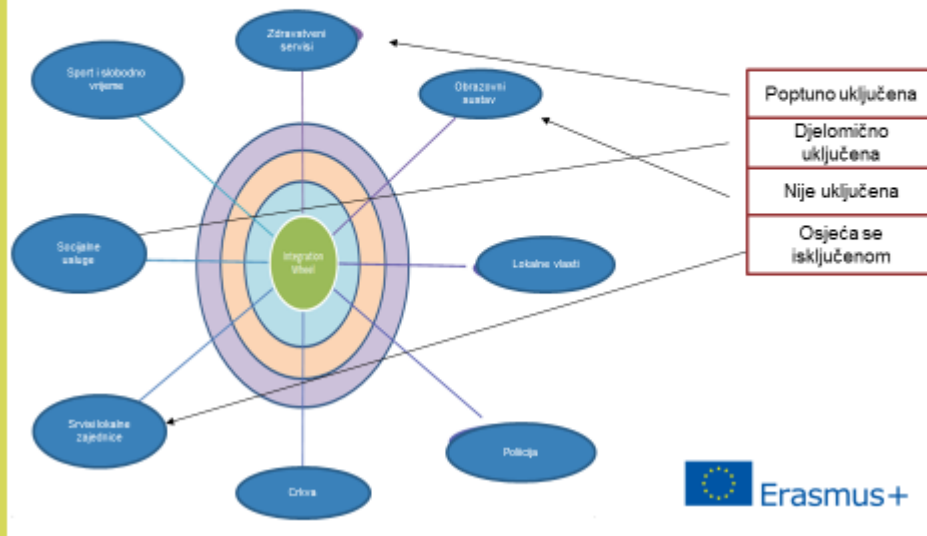 Zdravstveni
servisi
Sport i slobodno
vrijeme
Obrazovni
sustav
Poptuno uključena
Djelomično
uključena
Nije uključena
Osjeća se
isključenom
Socijalne
usluge
Integration
Wheel
Lokalne vlasti
Srvisi lokalne
zajednice
Policija
Crkva
Erasmus+